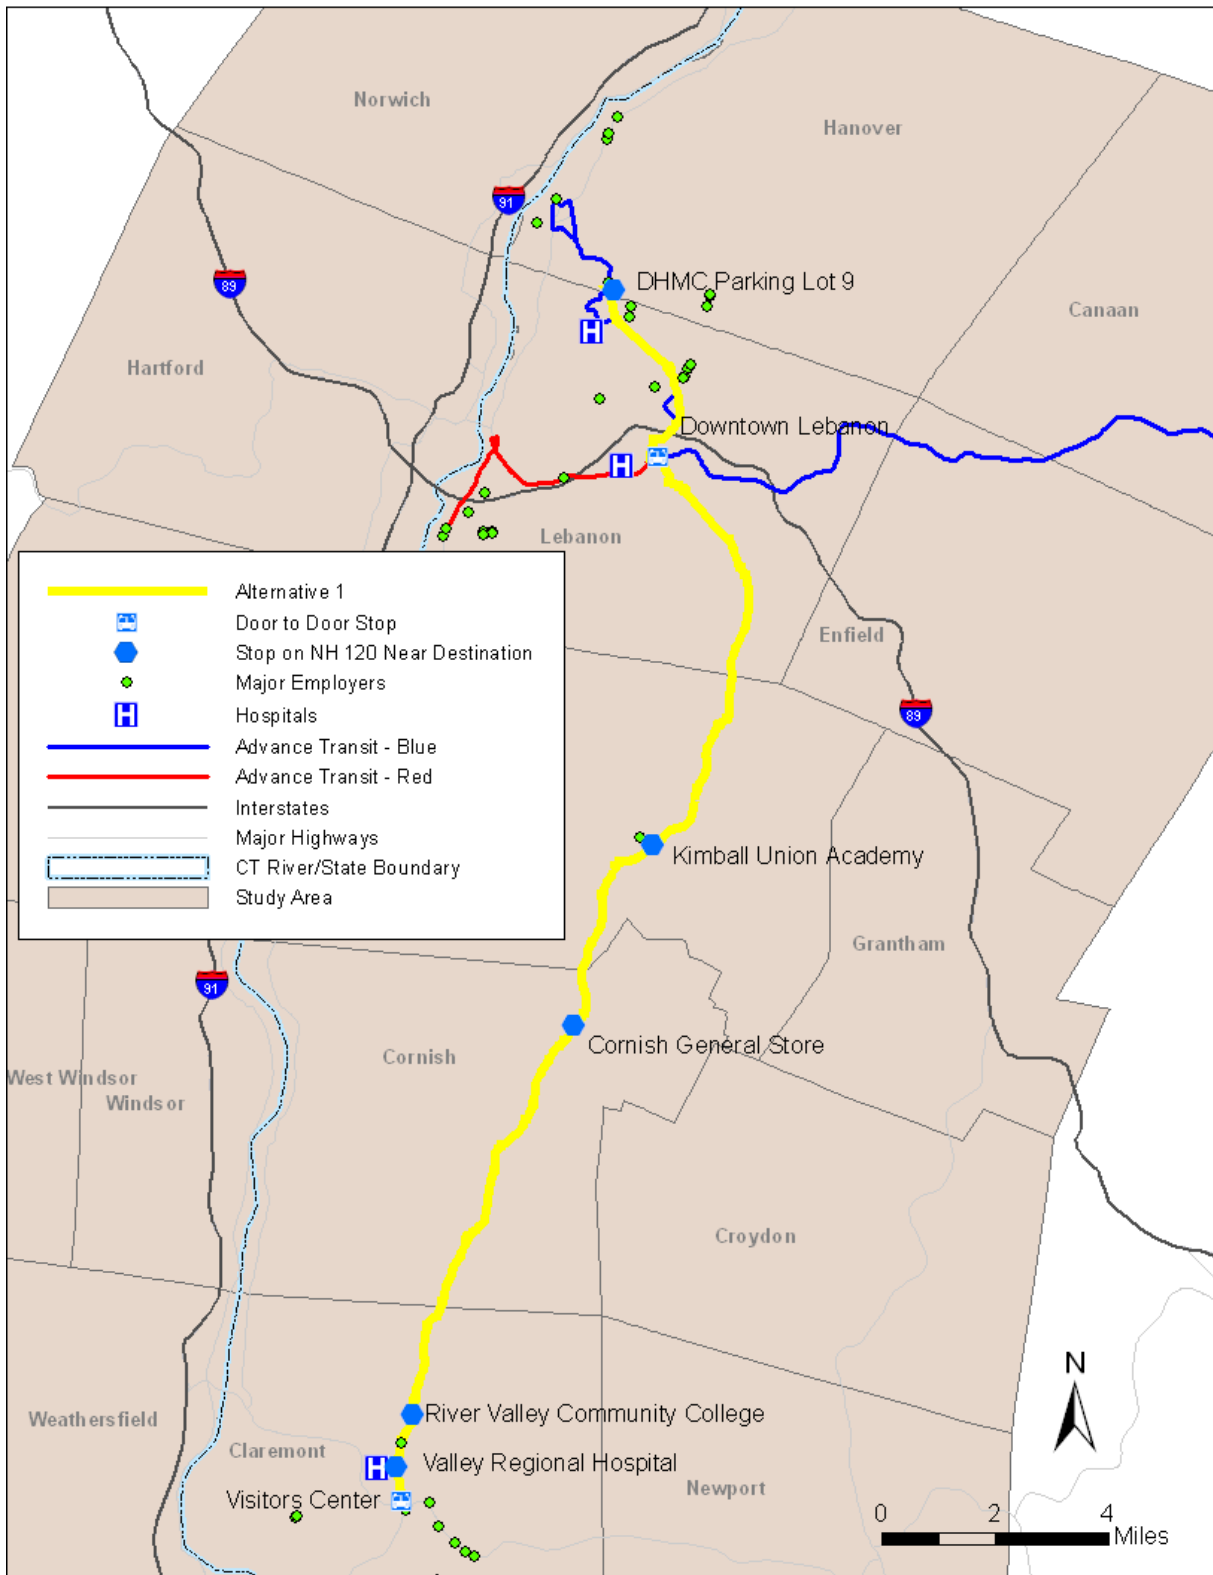 Norwich
Hanover
91
DHMC Parking Lot 9
89
Canaan
H
Hartford
Downtown Lebanon
H
Lebanon
Alternative 1
Door to Door Stop
Stop on NH 120 Near Destination
Major Employers
H Hospitals
Advance Transit - Blue
Advance Transit - Red
Interstates
Major Highways
CT River/State Boundary
Study Area
Enfield
89
Kimball Union Academy
Grantham
91
Cornish General Store
Cornish
West Windsor
Windsor
Croydon
N
River Valley Community College
Weathersfield
Claremont
H Valley Regional Hospital
Newport
Visitors Center
0 2 4
Miles